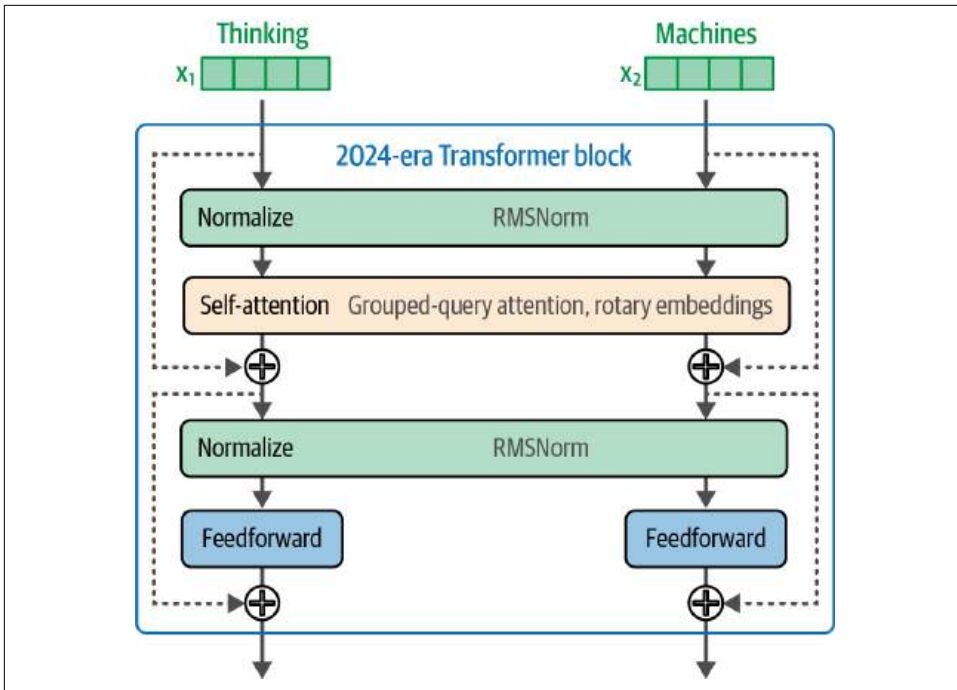 Thinking Machines
x₁ x₂
2024-era Transformer block
Normalize RMSNorm
Self-attention Grouped-query attention, rotary embeddings
Normalize RMSNorm
Feedforward Feedforward